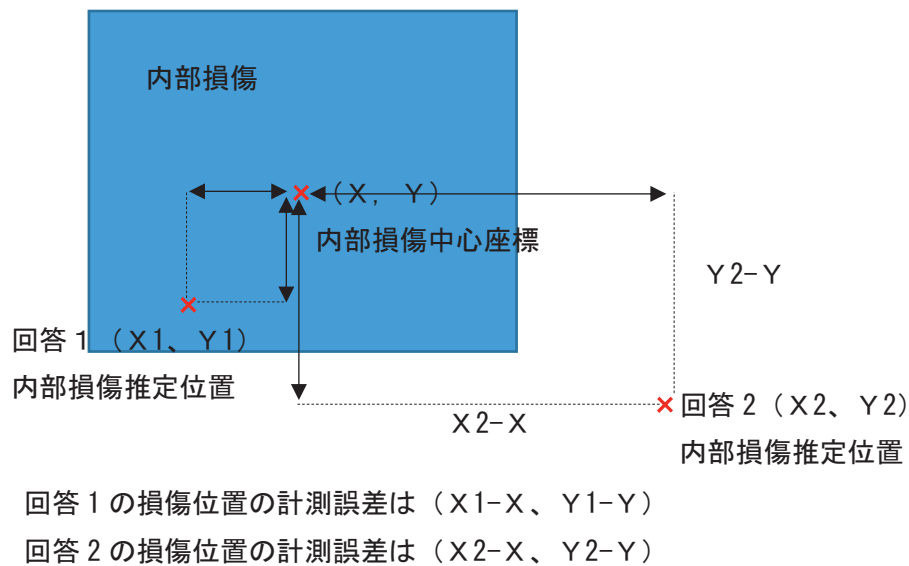 内部損傷
(X, Y)
内部損傷中心座標
Y2-Y
回答1 (X1、Y1)
内部損傷推定位置
X2-X
回答2(X2、Y2)
内部損傷推定位置
回答1の損傷位置の計測誤差は(X1-X、Y1-Y)
回答2の損傷位置の計測誤差は(X2-X、Y2-Y)